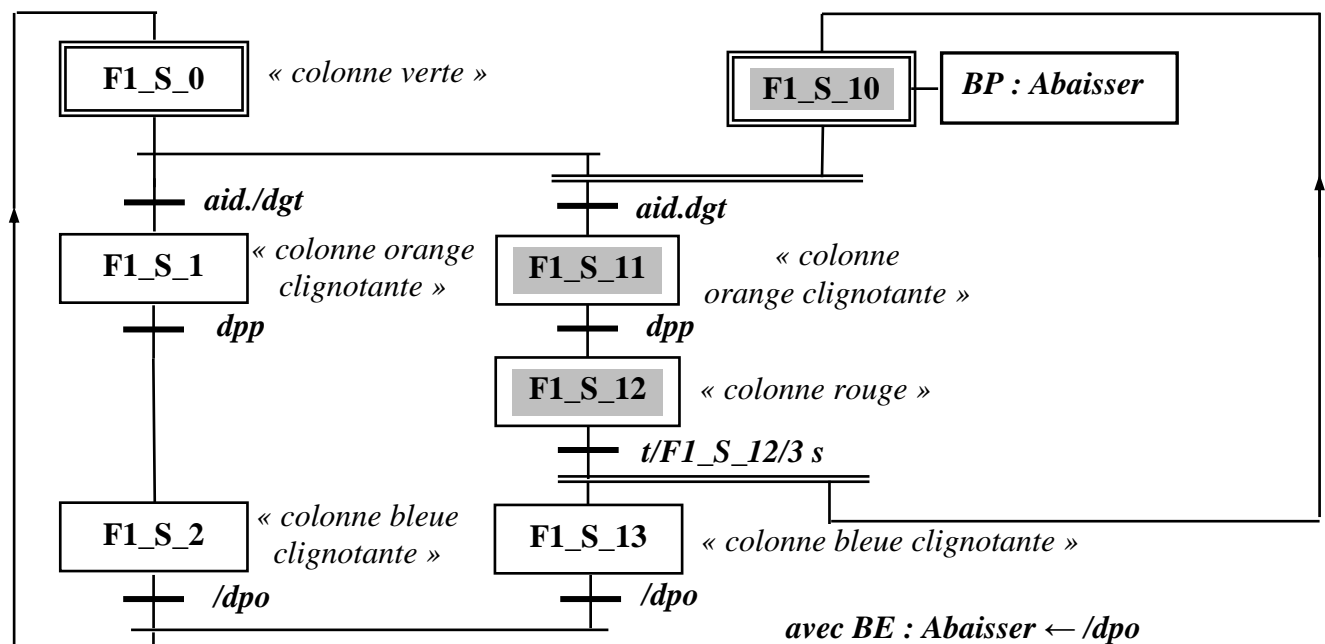 F1_S_0
« colonne verte »
F1_S_10
BP : Abaisser
aid./dgt
aid.dgt
F1_S_1
« colonne orange
clignotante »
F1_S_11
« colonne
orange clignotante »
dpp
dpp
F1_S_12
« colonne rouge »
t/F1_S_12/3 s
F1_S_2
« colonne bleue
clignotante »
F1_S_13
« colonne bleue clignotante »
/dpo
/dpo
avec BE : Abaisser ← /dpo